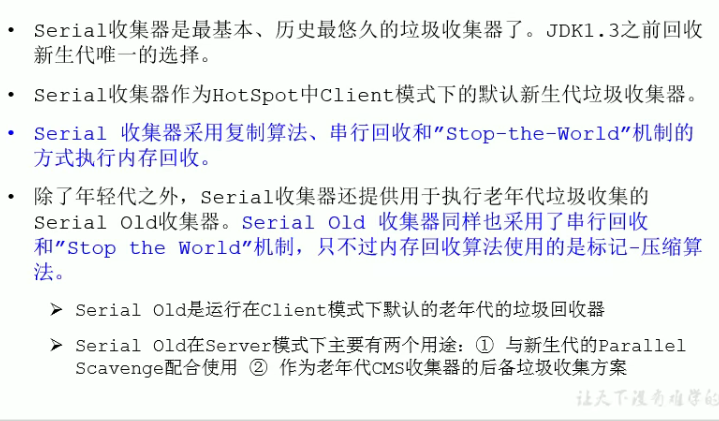 • Serial收集器是最基本、历史最悠久的垃圾收集器了。JDK1.3之前回收
新生代唯一的选择。
• Serial收集器作为HotSpot中Client模式下的默认新生代垃圾收集器。
• Serial 收集器采用复制算法、串行回收和"Stop-the-World"机制的
方式执行内存回收。
• 除了年轻代之外，Serial收集器还提供用于执行老年代垃圾收集的
Serial Old收集器。Serial Old 收集器同样也采用了串行回收
和"Stop the World"机制，只不过内存回收算法使用的是标记-压缩算
法。
➢ Serial Old是运行在Client模式下默认的老年代的垃圾回收器
➢ Serial Old在Server模式下主要有两个用途：① 与新生代的Parallel
Scavenge配合使用 ② 作为老年代CMS收集器的后备垃圾收集方案
让天下没有难学的